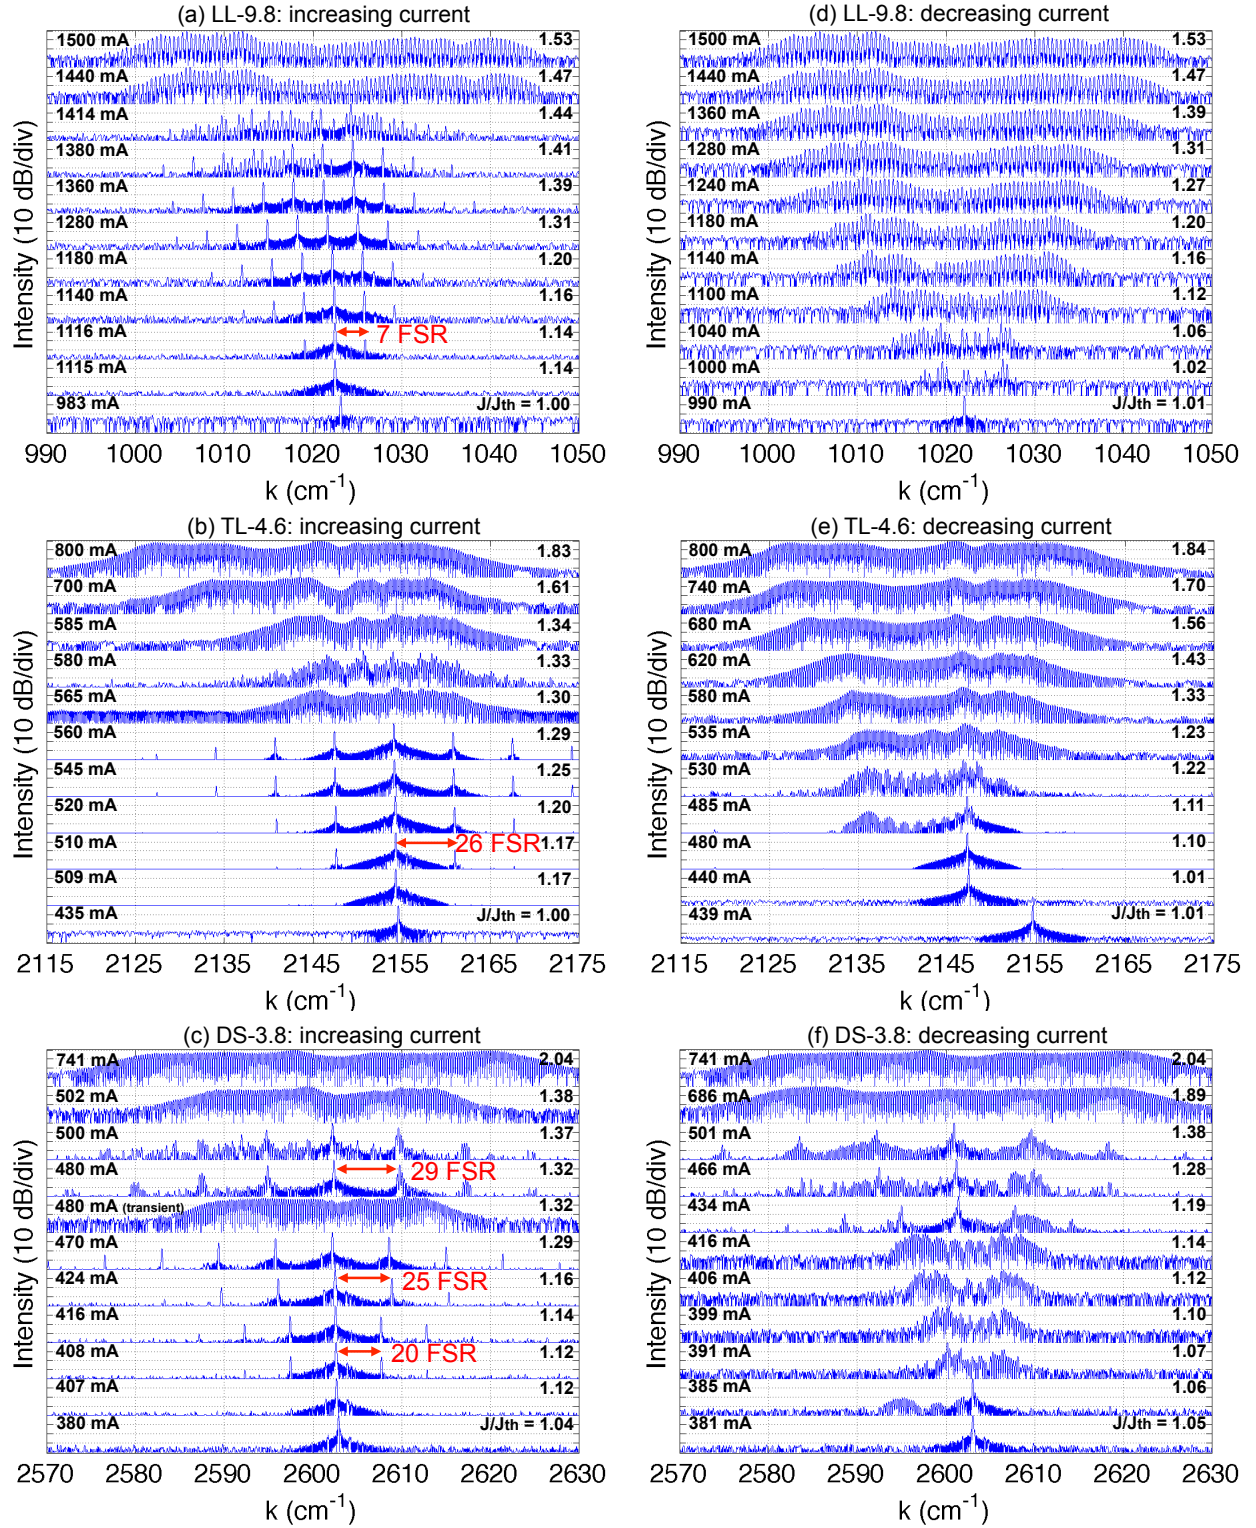 (a) LL-9.8: increasing current
Intensity (10 dB/div)
1500 mA 1.53
1440 mA 1.47
1414 mA 1.44
1380 mA 1.41
1360 mA 1.39
1280 mA 1.31
1180 mA 1.20
1140 mA 1.16
1116 mA 7 FSR 1.14
1115 mA 1.14
983 mA J/Jth = 1.00
990 1000 1010 1020 1030 1040 1050
k (cm-1)
(d) LL-9.8: decreasing current
Intensity (10 dB/div)
1500 mA 1.53
1440 mA 1.47
1360 mA 1.39
1280 mA 1.31
1240 mA 1.27
1180 mA 1.20
1140 mA 1.16
1100 mA 1.12
1040 mA 1.06
1000 mA 1.02
990 mA J/Jth = 1.01
990 1000 1010 1020 1030 1040 1050
k (cm-1)
(b) TL-4.6: increasing current
Intensity (10 dB/div)
800 mA 1.83
700 mA 1.61
585 mA 1.34
580 mA 1.33
565 mA 1.30
560 mA 1.29
545 mA 1.25
520 mA 1.20
510 mA 26 FSR 1.17
509 mA 1.17
435 mA J/Jth = 1.00
2115 2125 2135 2145 2155 2165 2175
k (cm-1)
(e) TL-4.6: decreasing current
Intensity (10 dB/div)
800 mA 1.84
740 mA 1.70
680 mA 1.56
620 mA 1.43
580 mA 1.33
535 mA 1.23
530 mA 1.22
485 mA 1.11
480 mA 1.10
440 mA 1.01
439 mA J/Jth = 1.01
2115 2125 2135 2145 2155 2165 2175
k (cm-1)
(c) DS-3.8: increasing current
Intensity (10 dB/div)
741 mA 2.04
502 mA 1.38
500 mA 1.37
480 mA 29 FSR 1.32
480 mA (transient) 1.32
470 mA 1.29
424 mA 25 FSR 1.16
416 mA 1.14
408 mA 20 FSR 1.12
407 mA 1.12
380 mA J/Jth = 1.04
2570 2580 2590 2600 2610 2620 2630
k (cm-1)
(f) DS-3.8: decreasing current
Intensity (10 dB/div)
741 mA 2.04
686 mA 1.89
501 mA 1.38
466 mA 1.28
434 mA 1.19
416 mA 1.14
406 mA 1.12
399 mA 1.10
391 mA 1.07
385 mA 1.06
381 mA J/Jth = 1.05
2570 2580 2590 2600 2610 2620 2630
k (cm-1)